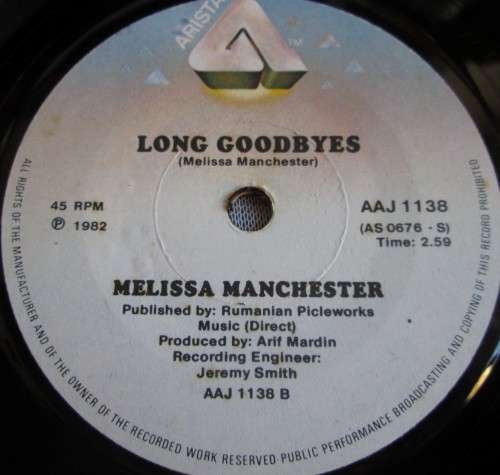 ARISTA
TM
LONG GOODBYES
(Melissa Manchester)
45 RPM
℗ 1982
AAJ 1138
(AS 0676 - S)
Time: 2.59
MELISSA MANCHESTER
Published by: Rumanian Picleworks
Music (Direct)
Produced by: Arif Mardin
Recording Engineer:
Jeremy Smith
AAJ 1138 B
ALL RIGHTS OF THE MANUFACTURER AND OF THE OWNER OF THE RECORDED WORK RESERVED·PUBLIC PERFORMANCE BROADCASTING AND COPYING OF THIS RECORD PROHIBITED